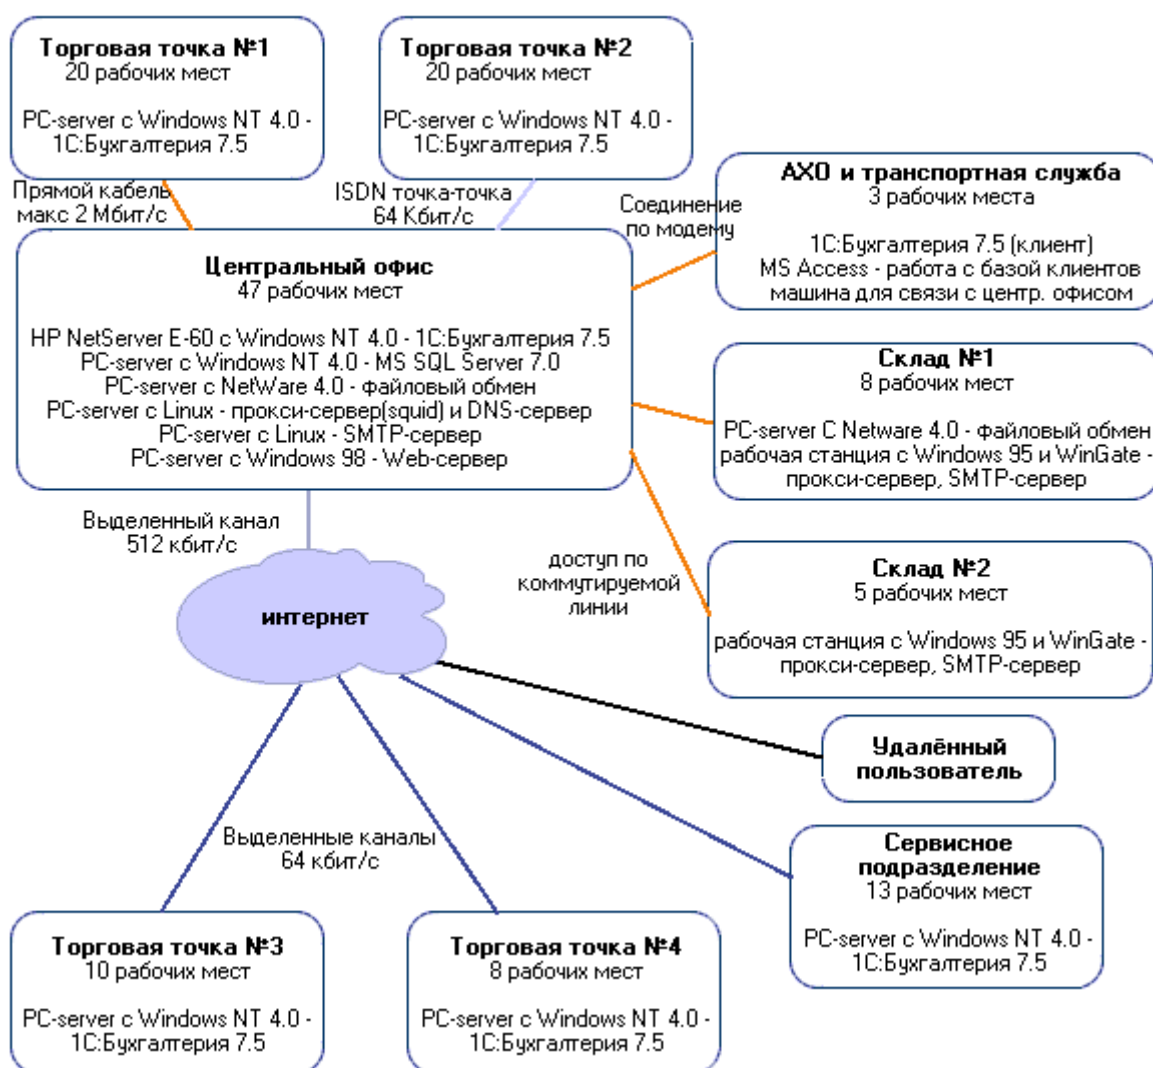 Торговая точка №1
20 рабочих мест
PC-server с Windows NT 4.0 -
1С:Бухгалтерия 7.5
Торговая точка №2
20 рабочих мест
PC-server с Windows NT 4.0 -
1С:Бухгалтерия 7.5
Прямой кабель
макс 2 Мбит/с
ISDN точка-точка
64 Кбит/с
Соединение
по модему
АХО и транспортная служба
3 рабочих места
1С:Бухгалтерия 7.5 (клиент)
MS Access - работа с базой клиентов
машина для связи с центр. офисом
Центральный офис
47 рабочих мест
HP NetServer E-60 с Windows NT 4.0 - 1С:Бухгалтерия 7.5
PC-server с Windows NT 4.0 - MS SQL Server 7.0
PC-server с NetWare 4.0 - файловый обмен
PC-server с Linux - прокси-сервер(squid) и DNS-сервер
PC-server с Linux - SMTP-сервер
PC-server с Windows 98 - Web-сервер
Склад №1
8 рабочих мест
PC-server С Netware 4.0 - файловый обмен
рабочая станция с Windows 95 и WinGate -
прокси-сервер, SMTP-сервер
Выделенный канал
512 кбит/с
доступ по
коммутируемой
линии
Склад №2
5 рабочих мест
рабочая станция с Windows 95 и WinGate -
прокси-сервер, SMTP-сервер
интернет
Удалённый
пользователь
Выделенные каналы
64 кбит/с
Сервисное
подразделение
13 рабочих мест
PC-server с Windows NT 4.0 -
1С:Бухгалтерия 7.5
Торговая точка №3
10 рабочих мест
PC-server с Windows NT 4.0 -
1С:Бухгалтерия 7.5
Торговая точка №4
8 рабочих мест
PC-server с Windows NT 4.0 -
1С:Бухгалтерия 7.5